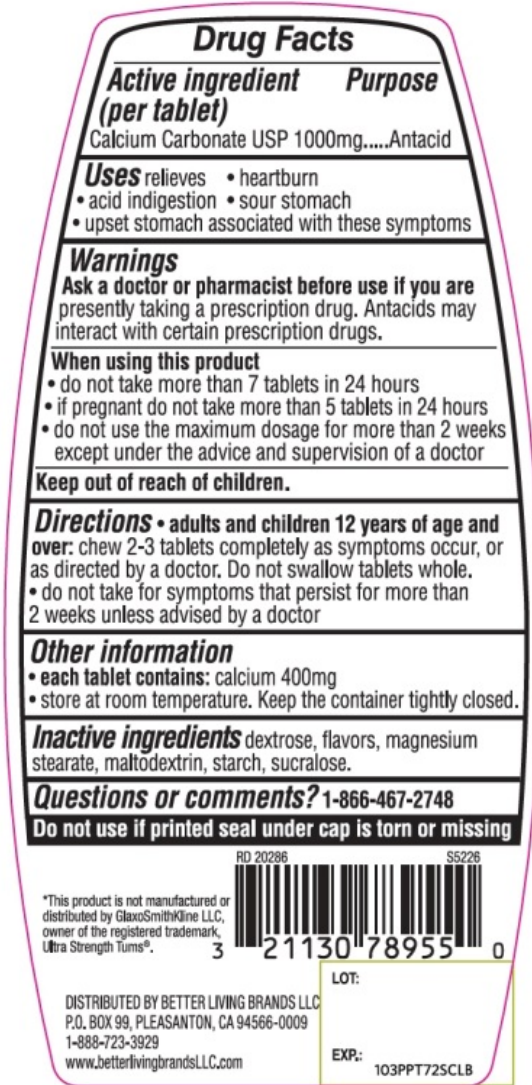 Drug Facts
Active ingredient Purpose
(per tablet)
Calcium Carbonate USP 1000mg.....Antacid
Uses relieves • heartburn
• acid indigestion • sour stomach
• upset stomach associated with these symptoms
Warnings
Ask a doctor or pharmacist before use if you are
presently taking a prescription drug. Antacids may
interact with certain prescription drugs.
When using this product
• do not take more than 7 tablets in 24 hours
• if pregnant do not take more than 5 tablets in 24 hours
• do not use the maximum dosage for more than 2 weeks
except under the advice and supervision of a doctor
Keep out of reach of children.
Directions • adults and children 12 years of age and
over: chew 2-3 tablets completely as symptoms occur, or
as directed by a doctor. Do not swallow tablets whole.
• do not take for symptoms that persist for more than
2 weeks unless advised by a doctor
Other information
• each tablet contains: calcium 400mg
• store at room temperature. Keep the container tightly closed.
Inactive ingredients dextrose, flavors, magnesium
stearate, maltodextrin, starch, sucralose.
Questions or comments? 1-866-467-2748
Do not use if printed seal under cap is torn or missing
RD 20286 S5226
*This product is not manufactured or
distributed by GlaxoSmithKline LLC,
owner of the registered trademark,
Ultra Strength Tums®.
3 21130 78955 0
DISTRIBUTED BY BETTER LIVING BRANDS LLC
P.O. BOX 99, PLEASANTON, CA 94566-0009
1-888-723-3929
www.betterlivingbrandsLLC.com
LOT:
EXP.:
103PPT72SCLB